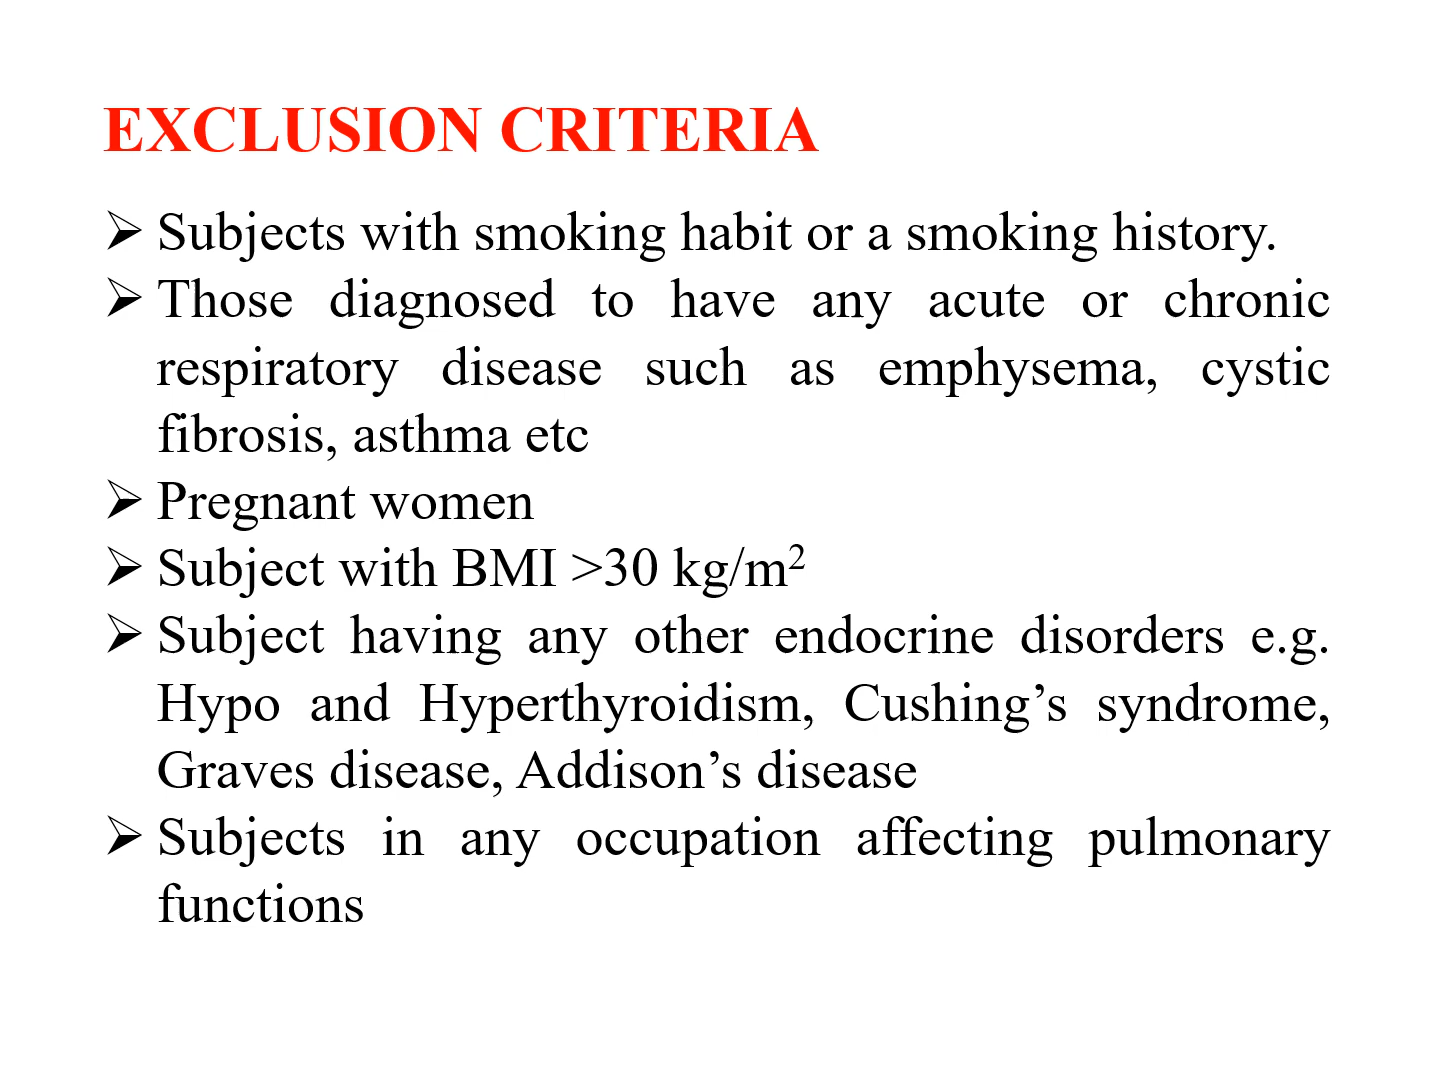 EXCLUSION CRITERIA
➢ Subjects with smoking habit or a smoking history.
➢ Those diagnosed to have any acute or chronic
respiratory disease such as emphysema, cystic
fibrosis, asthma etc
➢ Pregnant women
➢ Subject with BMI >30 kg/m²
➢ Subject having any other endocrine disorders e.g.
Hypo and Hyperthyroidism, Cushing’s syndrome,
Graves disease, Addison’s disease
➢ Subjects in any occupation affecting pulmonary
functions